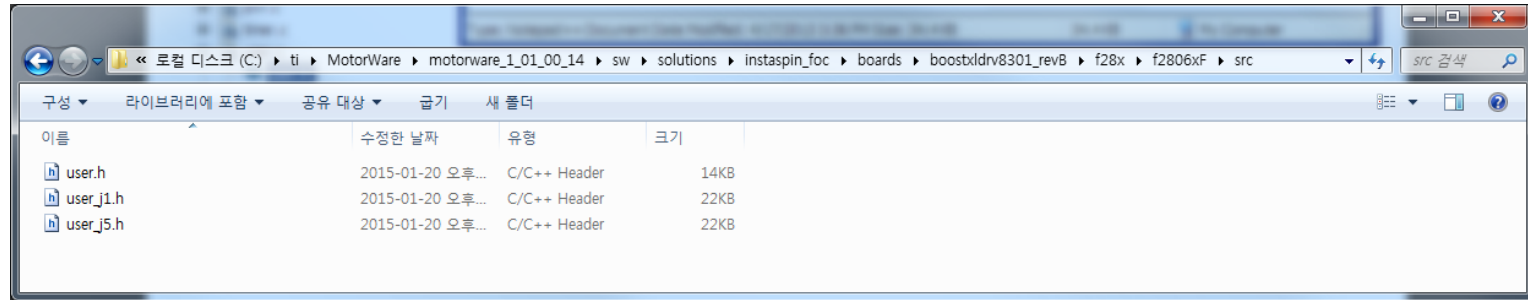 « 로컬 디스크 (C:) ▸ ti ▸ MotorWare ▸ motorware_1_01_00_14 ▸ sw ▸ solutions ▸ instaspin_foc ▸ boards ▸ boostxldrv8301_revB ▸ f28x ▸ f2806xF ▸ src src 검색
구성 라이브러리에 포함 공유 대상 굽기 새 폴더
이름 수정한 날짜 유형 크기
user.h 2015-01-20 오후... C/C++ Header 14KB
user_j1.h 2015-01-20 오후... C/C++ Header 22KB
user_j5.h 2015-01-20 오후... C/C++ Header 22KB